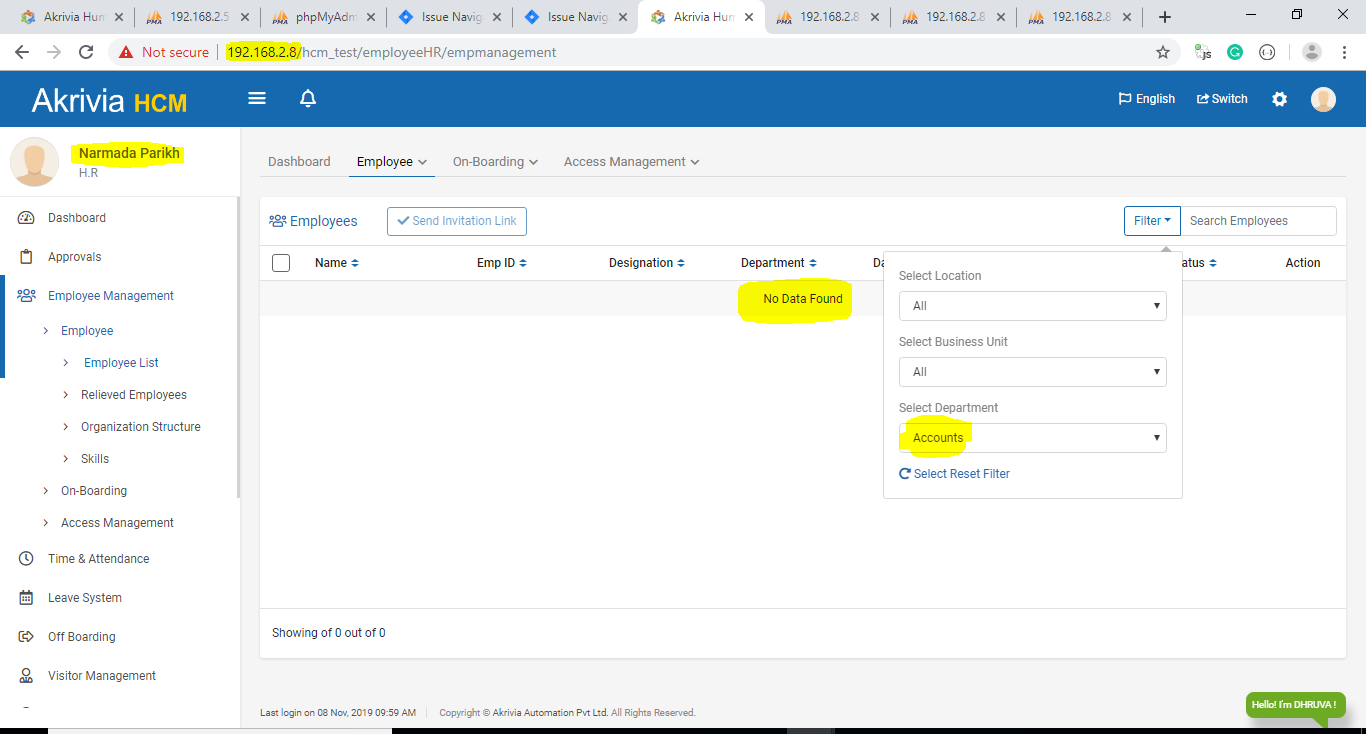 Akrivia Hum
192.168.2.5
phpMyAdm
Issue Naviga
Issue Naviga
Akrivia Hum
192.168.2.8
192.168.2.8
192.168.2.8
Not secure
192.168.2.8/hcm_test/employeeHR/empmanagement
Akrivia HCM
English
Switch
Narmada Parikh
H.R
Dashboard
Approvals
Employee Management
Employee
Employee List
Relieved Employees
Organization Structure
Skills
On-Boarding
Access Management
Time & Attendance
Leave System
Off Boarding
Visitor Management
Dashboard Employee On-Boarding Access Management
Employees
Send Invitation Link
Filter
Search Employees
Name Emp ID Designation Department Da atus Action
No Data Found
Select Location
All
Select Business Unit
All
Select Department
Accounts
Select Reset Filter
Showing of 0 out of 0
Last login on 08 Nov, 2019 09:59 AM
Copyright © Akrivia Automation Pvt Ltd. All Rights Reserved.
Hello! I'm DHRUVA !